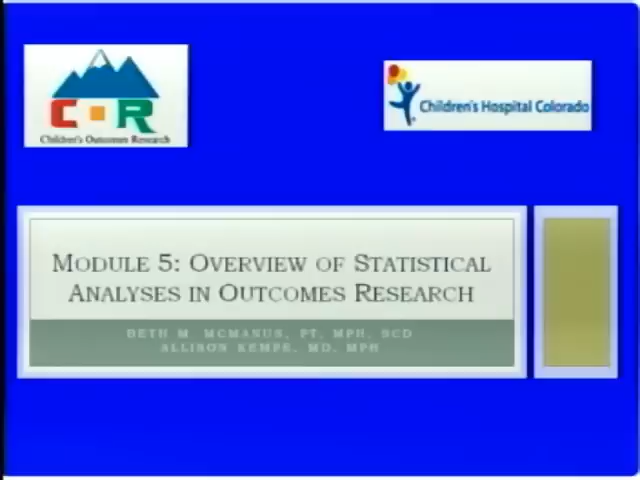 C O R
Children's Outcomes Research
Children's Hospital Colorado
MODULE 5: OVERVIEW OF STATISTICAL
ANALYSES IN OUTCOMES RESEARCH
BETH M. MCMANUS, PT, MPH, SCD
ALLISON KEMPE, MD, MPH